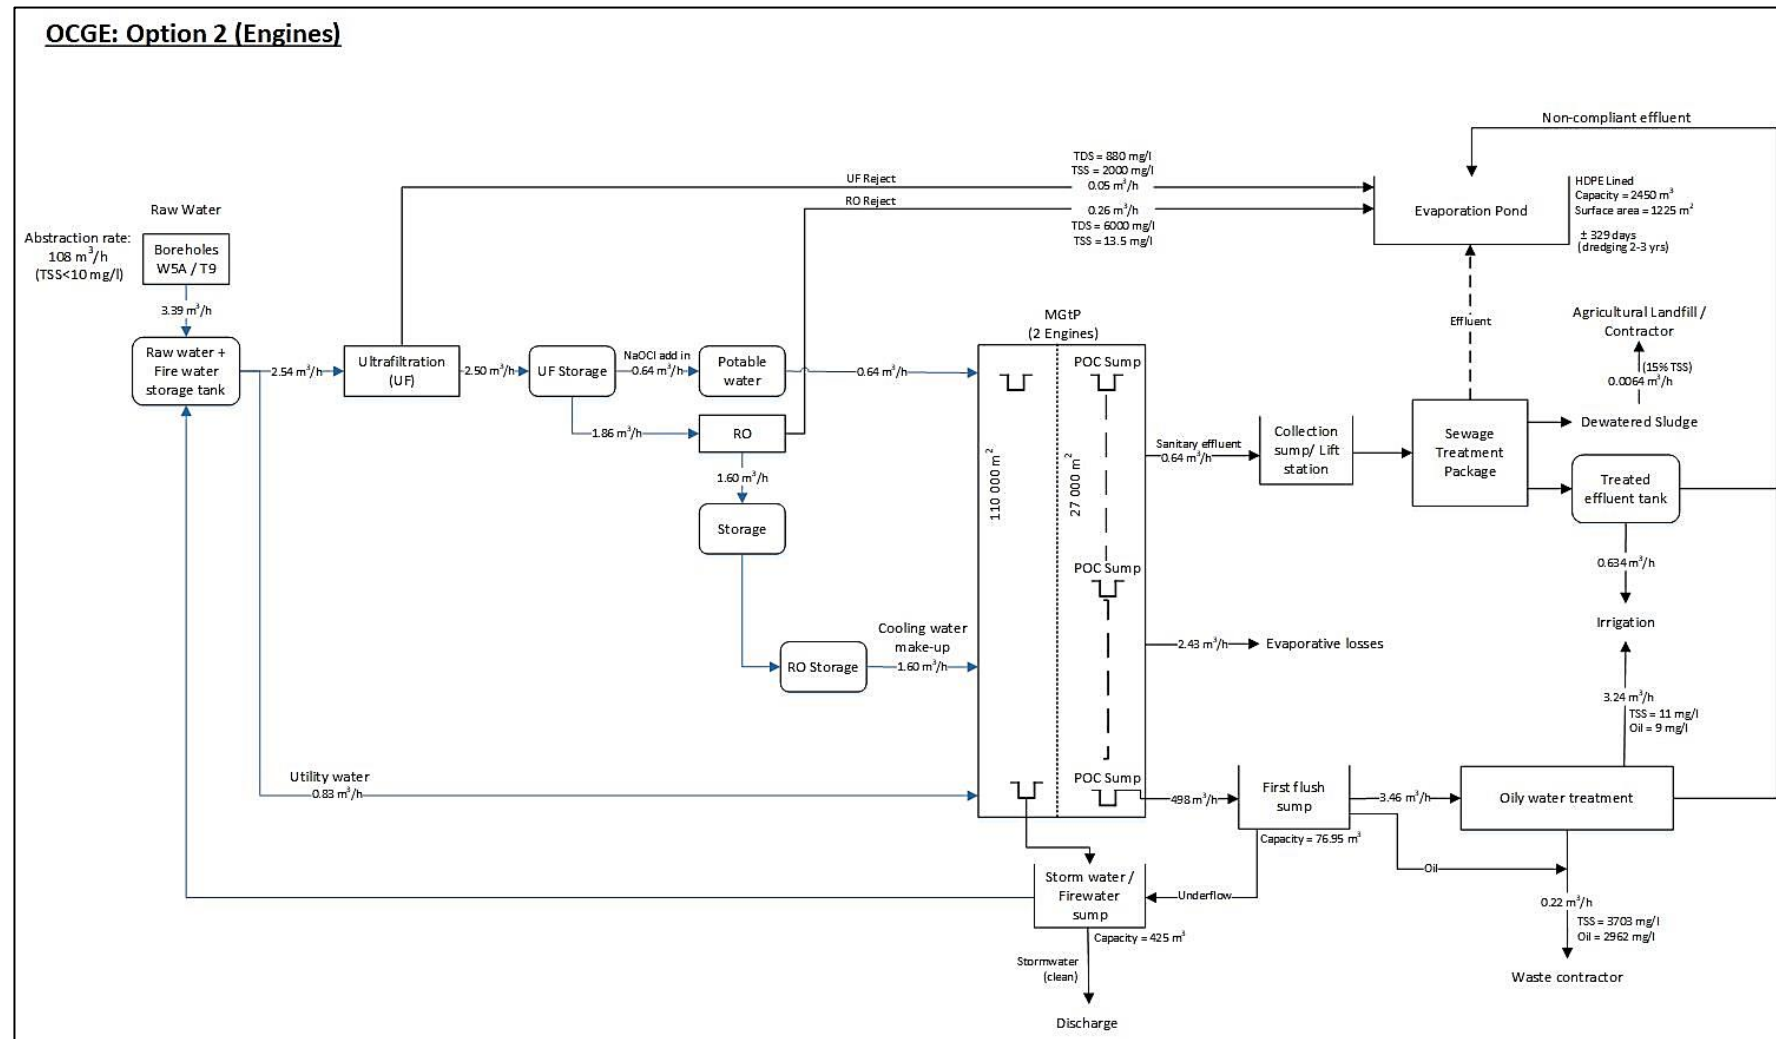 OCGE: Option 2 (Engines)
Non-compliant effluent
TDS = 880 mg/l
TSS = 2000 mg/l
0.05 m³/h
UF Reject
RO Reject
0.26 m³/h
TDS = 6000 mg/l
TSS = 13.5 mg/l
Evaporation Pond
HDPE Lined
Capacity = 2450 m³
Surface area = 1225 m²
± 329 days
(dredging 2-3 yrs)
Raw Water
Abstraction rate:
108 m³/h
(TSS<10 mg/l)
Boreholes
W5A / T9
3.39 m³/h
Raw water +
Fire water
storage tank
2.54 m³/h
Ultrafiltration
(UF)
2.50 m³/h
UF Storage
NaOCl add in
0.64 m³/h
Potable
water
0.64 m³/h
1.86 m³/h
RO
1.60 m³/h
Storage
RO Storage
Cooling water
make-up
1.60 m³/h
Utility water
0.83 m³/h
MGtP
(2 Engines)
POC Sump
110 000 m²
27 000 m²
POC Sump
POC Sump
Sanitary effluent
0.64 m³/h
Collection
sump/ Lift
station
Effluent
Sewage
Treatment
Package
Agricultural Landfill /
Contractor
(15% TSS)
0.0064 m³/h
Dewatered Sludge
Treated
effluent tank
0.634 m³/h
Irrigation
2.43 m³/h
Evaporative losses
3.24 m³/h
TSS = 11 mg/l
Oil = 9 mg/l
498 m³/h
First flush
sump
Capacity = 76.95 m³
3.46 m³/h
Oily water treatment
Oil
0.22 m³/h
TSS = 3703 mg/l
Oil = 2962 mg/l
Waste contractor
Underflow
Storm water /
Firewater
sump
Capacity = 425 m³
Stormwater
(clean)
Discharge